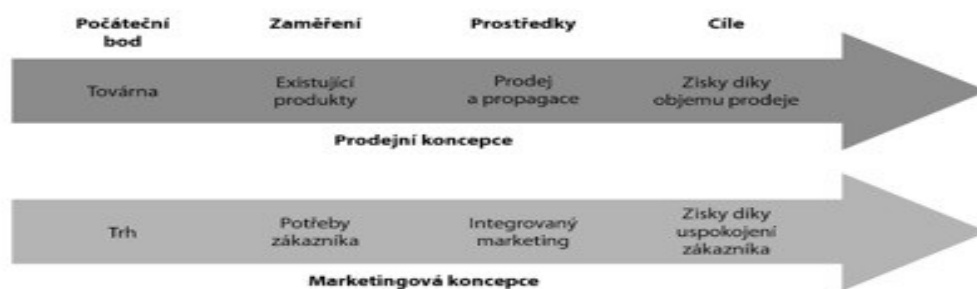 Počáteční bod
Zaměření
Prostředky
Cíle
Továrna
Existující produkty
Prodej a propagace
Zisky díky objemu prodeje
Prodejní koncepce
Trh
Potřeby zákazníka
Integrovaný marketing
Zisky díky uspokojení zákazníka
Marketingová koncepce